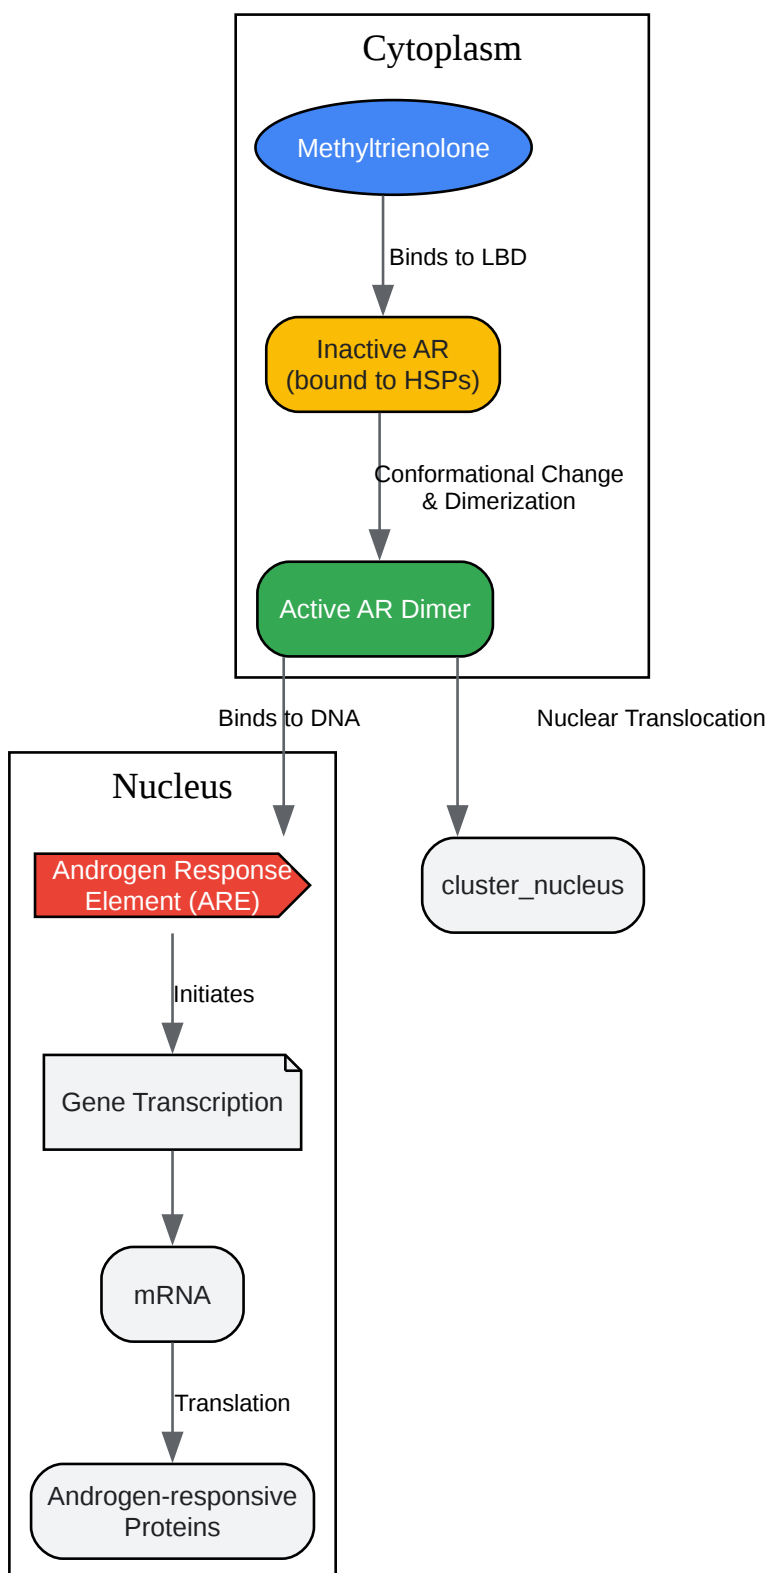 Cytoplasm
Methyltrienolone
Binds to LBD
Inactive AR
(bound to HSPs)
Conformational Change
& Dimerization
Active AR Dimer
Binds to DNA
Nuclear Translocation
Nucleus
Androgen Response
Element (ARE)
cluster_nucleus
Initiates
Gene Transcription
mRNA
Translation
Androgen-responsive
Proteins